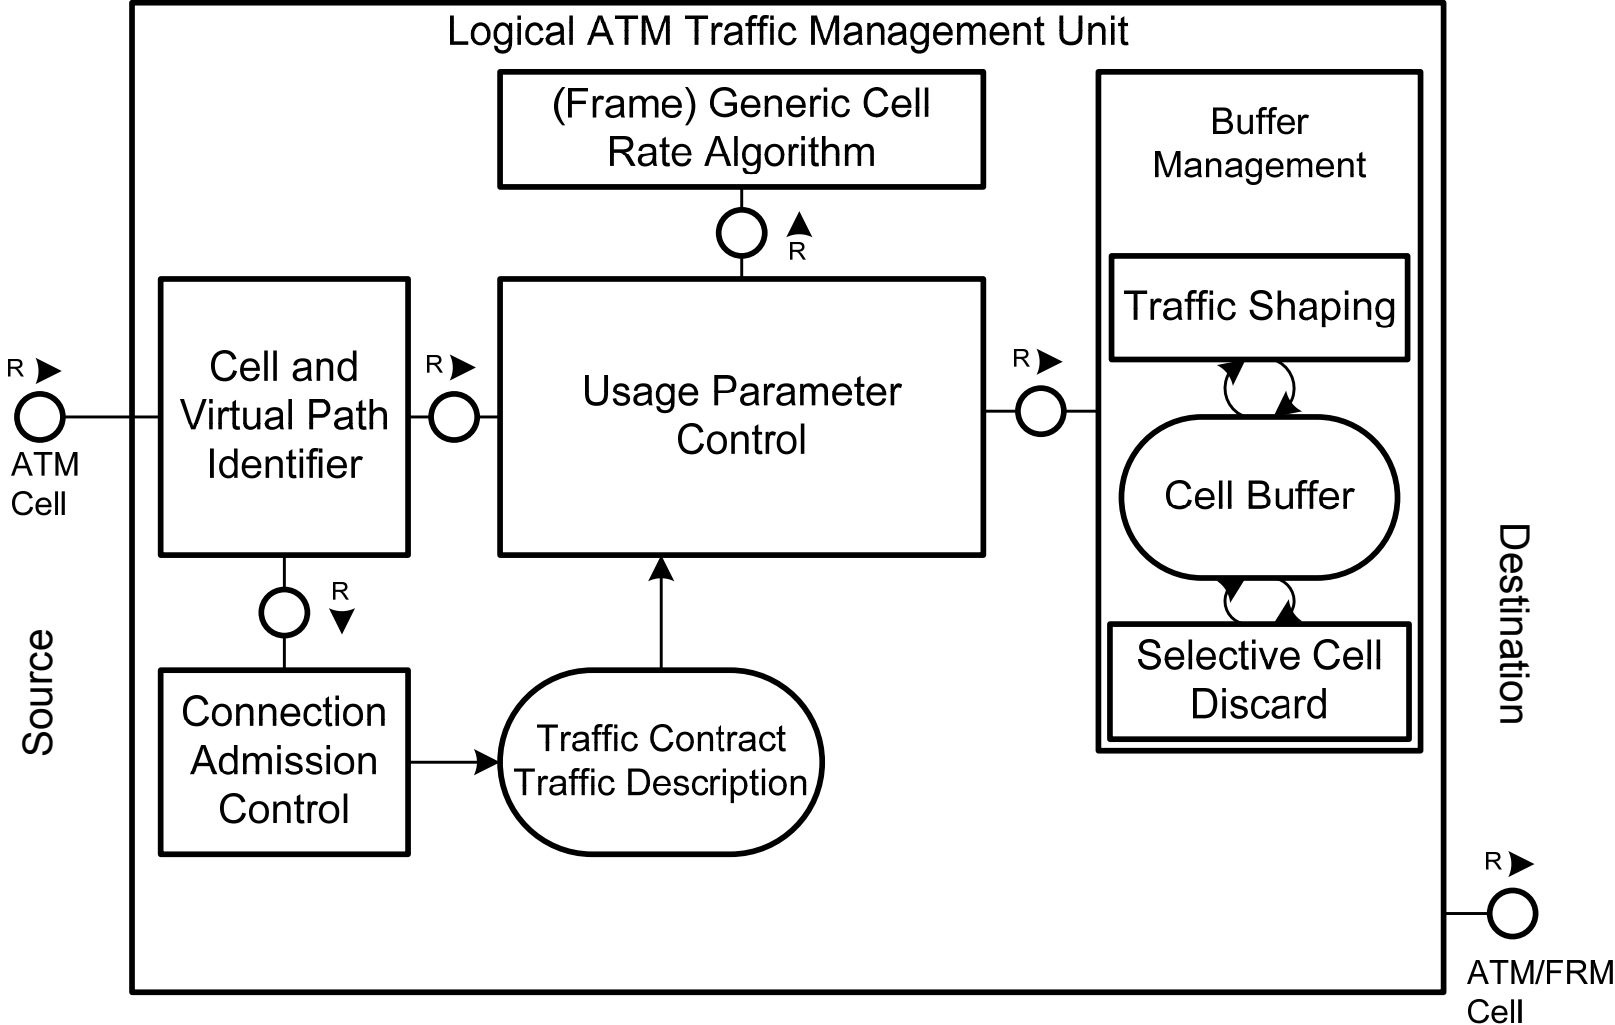 Logical ATM Traffic Management Unit
(Frame) Generic Cell
Rate Algorithm
Buffer
Management
R
Traffic Shaping
R
ATM
Cell
Cell and
Virtual Path
Identifier
R
Usage Parameter
Control
R
Cell Buffer
R
Selective Cell
Discard
Source
Connection
Admission
Control
Traffic Contract
Traffic Description
Destination
R
ATM/FRM
Cell